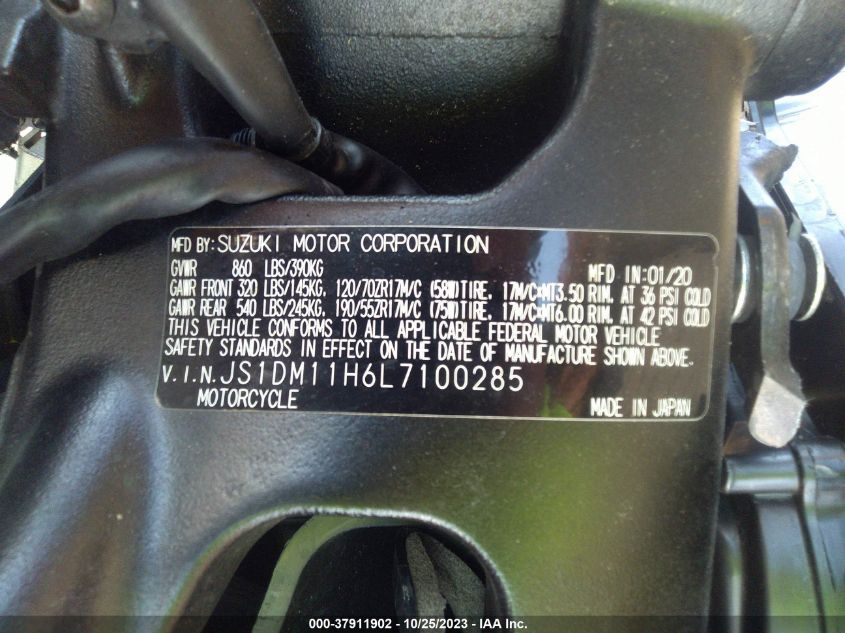 MFD BY: SUZUKI MOTOR CORPORATION
GVWR 860 LBS/390KG MFD IN: 01/20
GAWR FRONT 320 LBS/145KG, 120/70ZR17M/C (58W)TIRE, 17M/C×MT3.50 RIM, AT 36 PSI COLD
GAWR REAR 540 LBS/245KG, 190/55ZR17M/C (75W)TIRE, 17M/C×MT6.00 RIM, AT 42 PSI COLD
THIS VEHICLE CONFORMS TO ALL APPLICABLE FEDERAL MOTOR VEHICLE
SAFETY STANDARDS IN EFFECT ON THE DATE OF MANUFACTURE SHOWN ABOVE.
V.I.N. JS1DM11H6L7100285
MOTORCYCLE MADE IN JAPAN
000-37911902 - 10/25/2023 - IAA Inc.